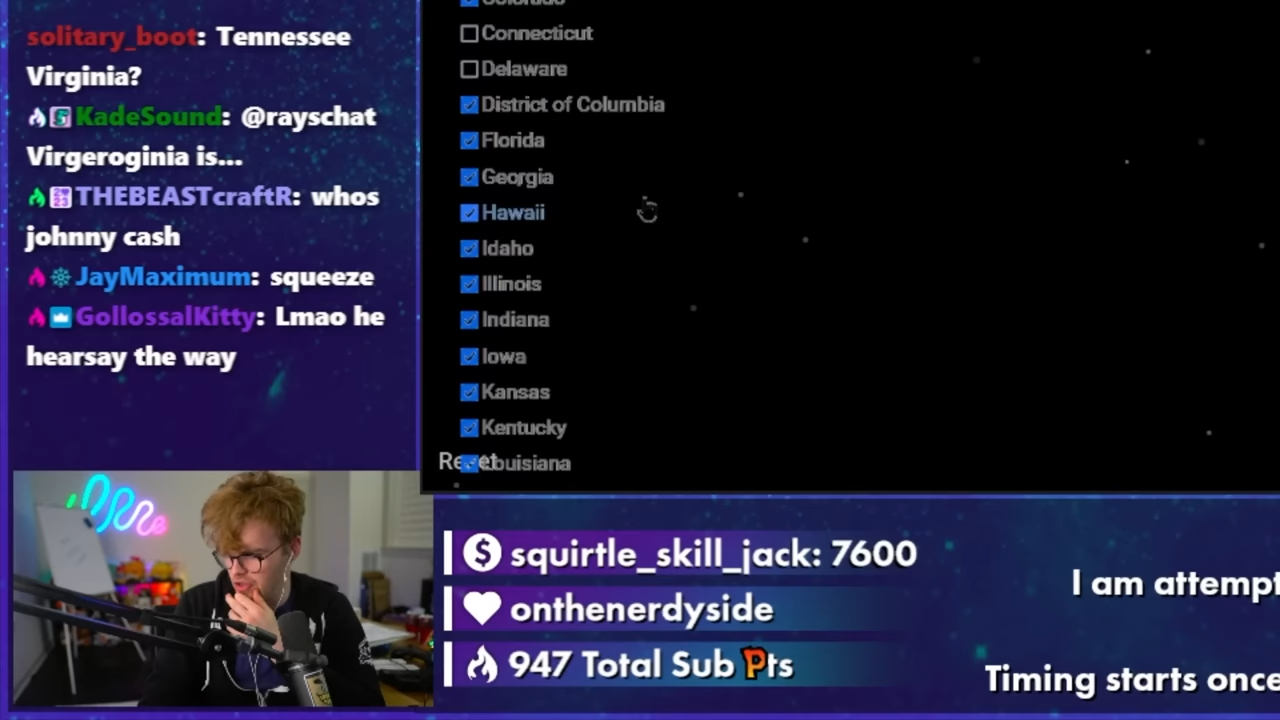 solitary_boot: Tennessee
Virginia?
KadeSound: @rayschat
Virgeroginia is...
THEBEASTcraftR: whos
johnny cash
JayMaximum: squeeze
GollossalKitty: Lmao he
hearsay the way
Colorado
Connecticut
Delaware
District of Columbia
Florida
Georgia
Hawaii
Idaho
Illinois
Indiana
Iowa
Kansas
Kentucky
Louisiana
Reset
squirtle_skill_jack: 7600
onthenerdyside
947 Total Sub Pts
I am attempt
Timing starts once